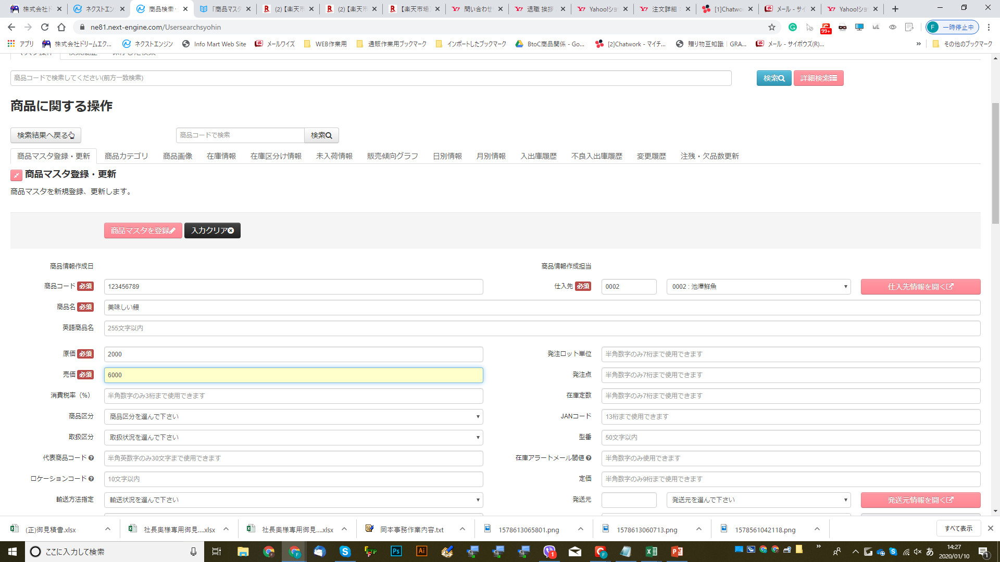 株式会社ド
ネクストエン
商品検索・
「商品マスタ
(2) 【楽天市
(2) 【楽天市
【楽天市場】
問い合わせ
退職 挨拶
Yahoo!ショ
注文詳細
[1]Chatwo
メール - サイ
Yahoo!ショ
ne81.next-engine.com/Usersearchsyohin
99+
F 一時停止中
アプリ
株式会社ドリームエク...
ネクストエンジン
Info Mart Web Site
メールワイズ
WEB作業用
通販作業用ブックマーク
インポートしたブックマーク
BtoC商品関係 - Go...
[2]Chatwork - マイチ...
贈り物豆知識 | GRA...
メール - サイボウズ(R)...
»
その他のブックマーク
商品コードで検索してください(前方一致検索)
検索
詳細検索
商品に関する操作
検索結果へ戻る
商品コードで検索
検索
商品マスタ登録・更新
商品カテゴリ
商品画像
在庫情報
在庫区分け情報
未入荷情報
販売傾向グラフ
日別情報
月別情報
入出庫履歴
不良入出庫履歴
変更履歴
注残・欠品数更新
商品マスタ登録・更新
商品マスタを新規登録、更新します。
商品マスタを登録
入力クリア
商品情報作成日
商品情報作成担当
商品コード 必須 123456789
仕入先 必須 0002 0002 : 池澤鮮魚 仕入先情報を開く
商品名 必須 美味しい鰻
英語商品名 255文字以内
原価 必須 2000
発注ロット単位 半角数字のみ7桁まで使用できます
売価 必須 6000
発注点 半角数字のみ7桁まで使用できます
消費税率（%） 半角数字のみ3桁まで使用できます
在庫定数 半角数字のみ7桁まで使用できます
商品区分 商品区分を選んで下さい
JANコード 13桁まで使用できます
取扱区分 取扱状況を選んで下さい
型番 50文字以内
代表商品コード 半角英数字のみ30文字まで使用できます
在庫アラートメール閾値 半角数字のみ使用できます
ロケーションコード 10文字以内
定価 半角数字のみ9桁まで使用できます
輸送方法指定 輸送状況を選んで下さい
発送元 発送元を選んで下さい 発送元情報を開く
(正)御見積書.xlsx
社長奥様専用御見....xlsx
社長奥様専用御見....xlsx
岡本事務作業内容.txt
1578613065801.png
1578613060713.png
1578561042118.png
すべて表示
ここに入力して検索
Ps
Ai
1
»
あ
14:27
2020/01/10
1